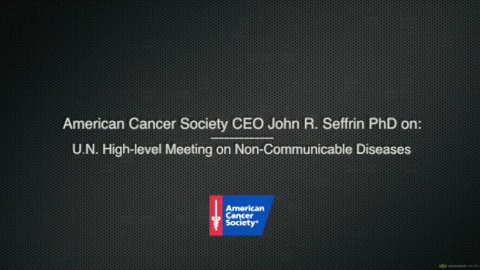 American Cancer Society CEO John R. Seffrin PhD on:
U.N. High-level Meeting on Non-Communicable Diseases
American
Cancer
Society®